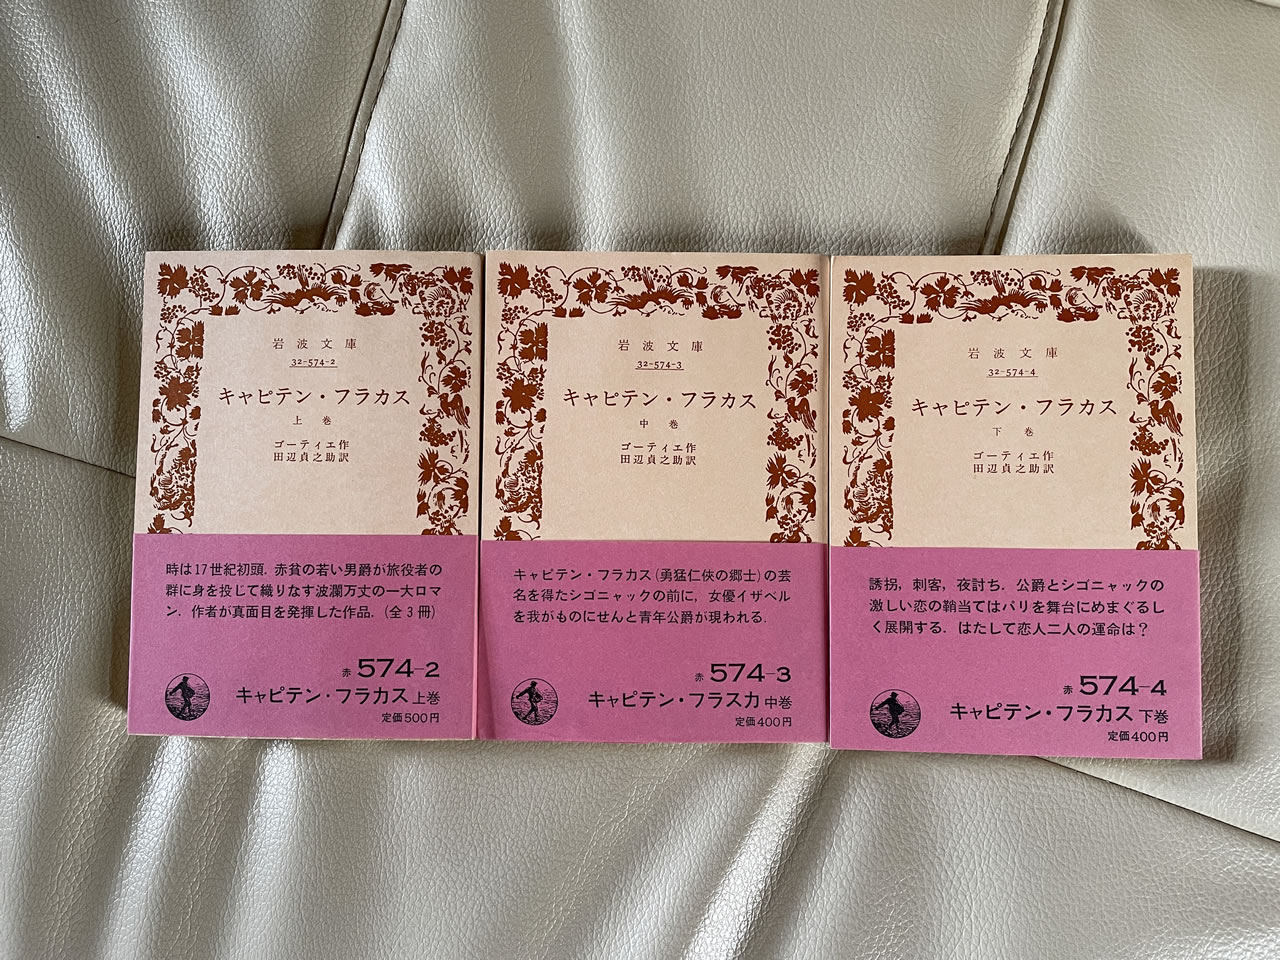 岩波文庫
32-574-2
キャピテン・フラカス
上巻
ゴーティエ作
田辺貞之助訳
時は17世紀初頭．赤貧の若い男爵が旅役者の
群に身を投じて織りなす波瀾万丈の一大ロマ
ン．作者が真面目を発揮した作品．(全3冊)
赤 574-2
キャピテン・フラカス 上巻
定価500円
岩波文庫
32-574-3
キャピテン・フラカス
中巻
ゴーティエ作
田辺貞之助訳
キャピテン・フラカス(勇猛仁侠の郷士)の芸
名を得たシゴニャックの前に，女優イザベル
を我がものにせんと青年公爵が現われる．
赤 574-3
キャピテン・フラスカ 中巻
定価400円
岩波文庫
32-574-4
キャピテン・フラカス
下巻
ゴーティエ作
田辺貞之助訳
誘拐，刺客，夜討ち．公爵とシゴニャックの
激しい恋の鞘当てはパリを舞台にめまぐるし
く展開する．はたして恋人二人の運命は？
赤 574-4
キャピテン・フラカス 下巻
定価400円